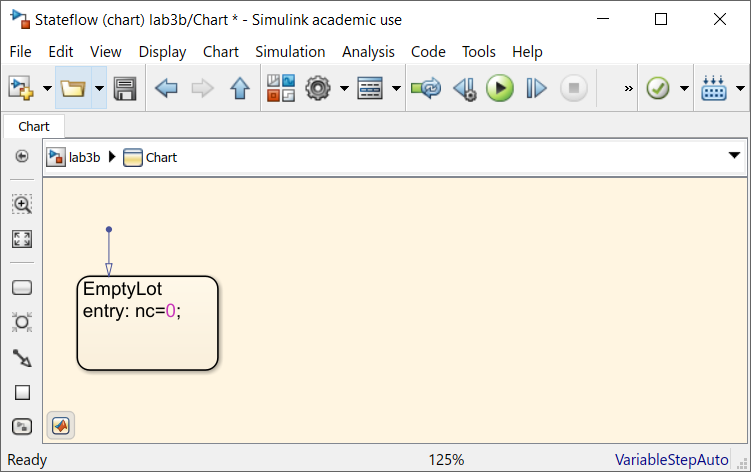 Stateflow (chart) lab3b/Chart * - Simulink academic use
File Edit View Display Chart Simulation Analysis Code Tools Help
»
Chart
lab3b Chart
EmptyLot
entry: nc=0;
Ready 125% VariableStepAuto